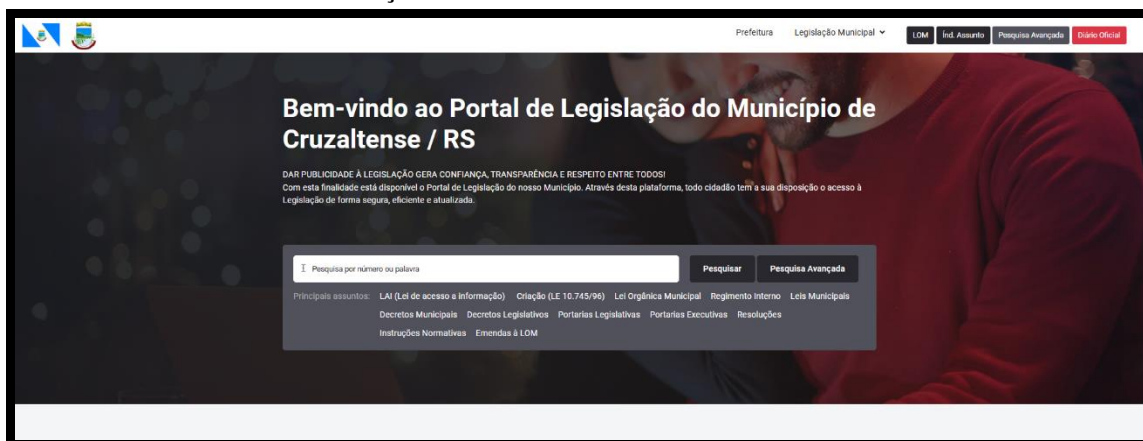 Prefeitura Legislação Municipal LOM Índ. Assunto Pesquisa Avançada Diário Oficial
Bem-vindo ao Portal de Legislação do Município de
Cruzaltense / RS
DAR PUBLICIDADE À LEGISLAÇÃO GERA CONFIANÇA, TRANSPARÊNCIA E RESPEITO ENTRE TODOS!
Com esta finalidade está disponível o Portal de Legislação do nosso Município. Através desta plataforma, todo cidadão tem a sua disposição o acesso à
Legislação de forma segura, eficiente e atualizada.
Pesquisa por número ou palavra Pesquisar Pesquisa Avançada
Principais assuntos: LAI (Lei de acesso a informação) Criação (LE 10.745/96) Lei Orgânica Municipal Regimento Interno Leis Municipais
Decretos Municipais Decretos Legislativos Portarias Legislativas Portarias Executivas Resoluções
Instruções Normativas Emendas à LOM